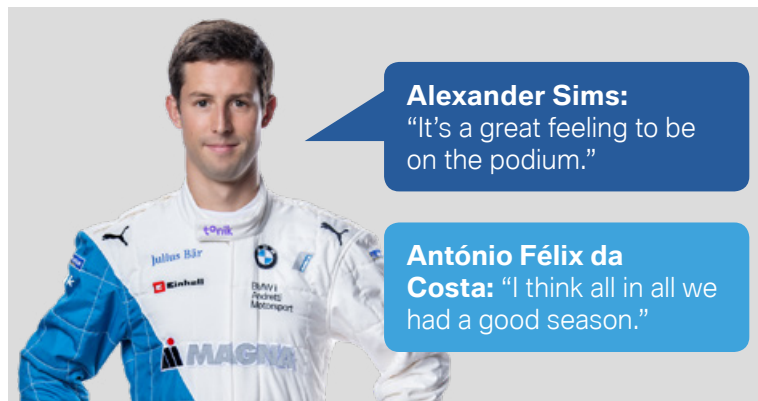 Alexander Sims:
“It’s a great feeling to be
on the podium.”
António Félix da
Costa: “I think all in all we
had a good season.”
tonik
Julius Bär
Einhell
BMW i
Andretti
Motorsport
MAGNA